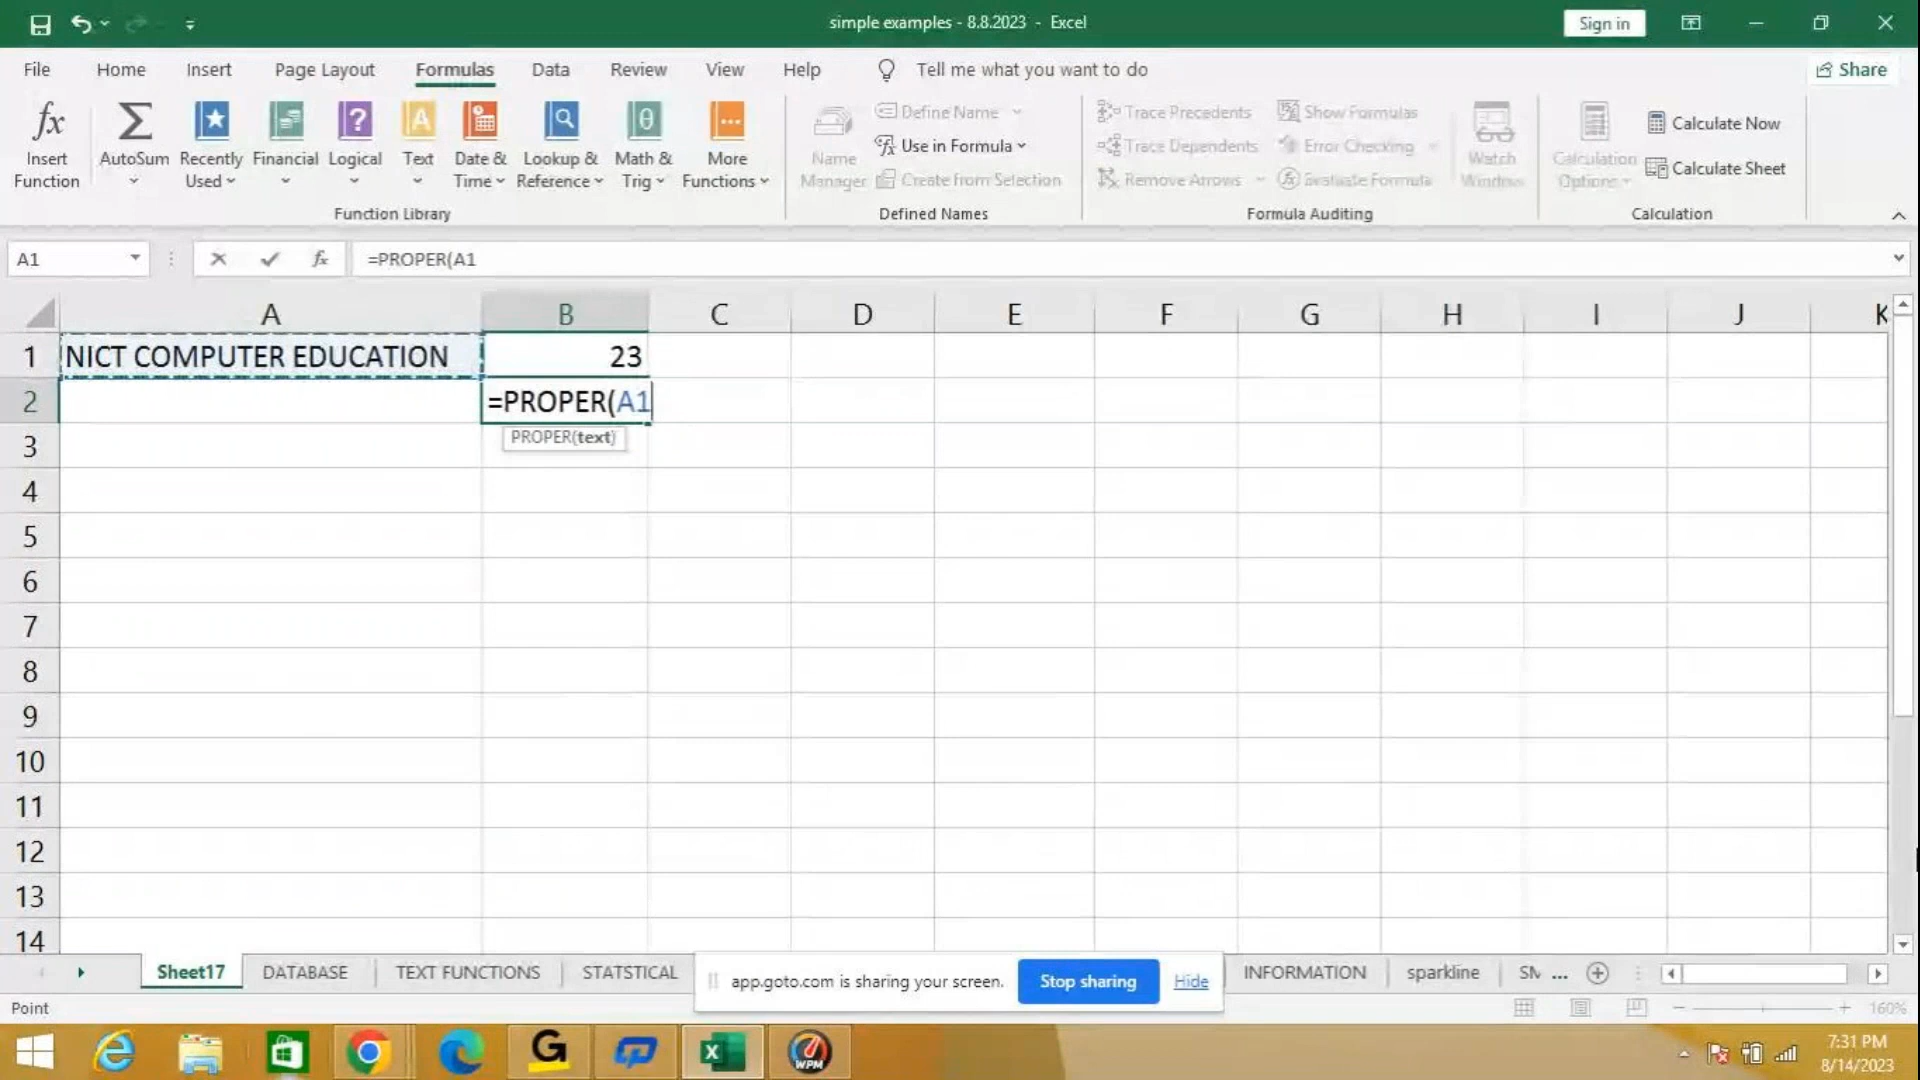 simple examples - 8.8.2023 - Excel
Sign in
File Home Insert Page Layout Formulas Data Review View Help Tell me what you want to do
Share
Insert Function
AutoSum
Recently Used
Financial
Logical
Text
Date & Time
Lookup & Reference
Math & Trig
More Functions
Function Library
Name Manager
Define Name
Use in Formula
Create from Selection
Defined Names
Trace Precedents
Trace Dependents
Remove Arrows
Show Formulas
Error Checking
Evaluate Formula
Watch Window
Formula Auditing
Calculation Options
Calculate Now
Calculate Sheet
Calculation
A1
fx
=PROPER(A1
A B C D E F G H I J K
1 NICT COMPUTER EDUCATION 23
2 =PROPER(A1
PROPER(text)
3
4
5
6
7
8
9
10
11
12
13
14
Sheet17 DATABASE TEXT FUNCTIONS STATSTICAL INFORMATION sparkline SM ...
app.goto.com is sharing your screen. Stop sharing Hide
Point
160%
WPM
7:31 PM
8/14/2023